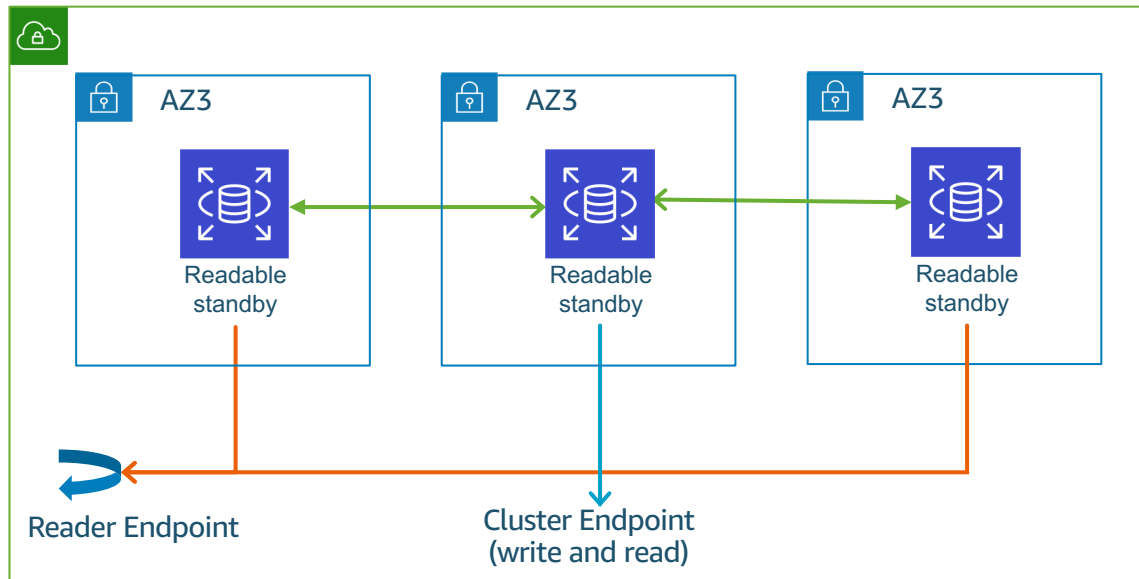 AZ3
AZ3
AZ3
Readable
standby
Readable
standby
Readable
standby
Reader Endpoint
Cluster Endpoint
(write and read)